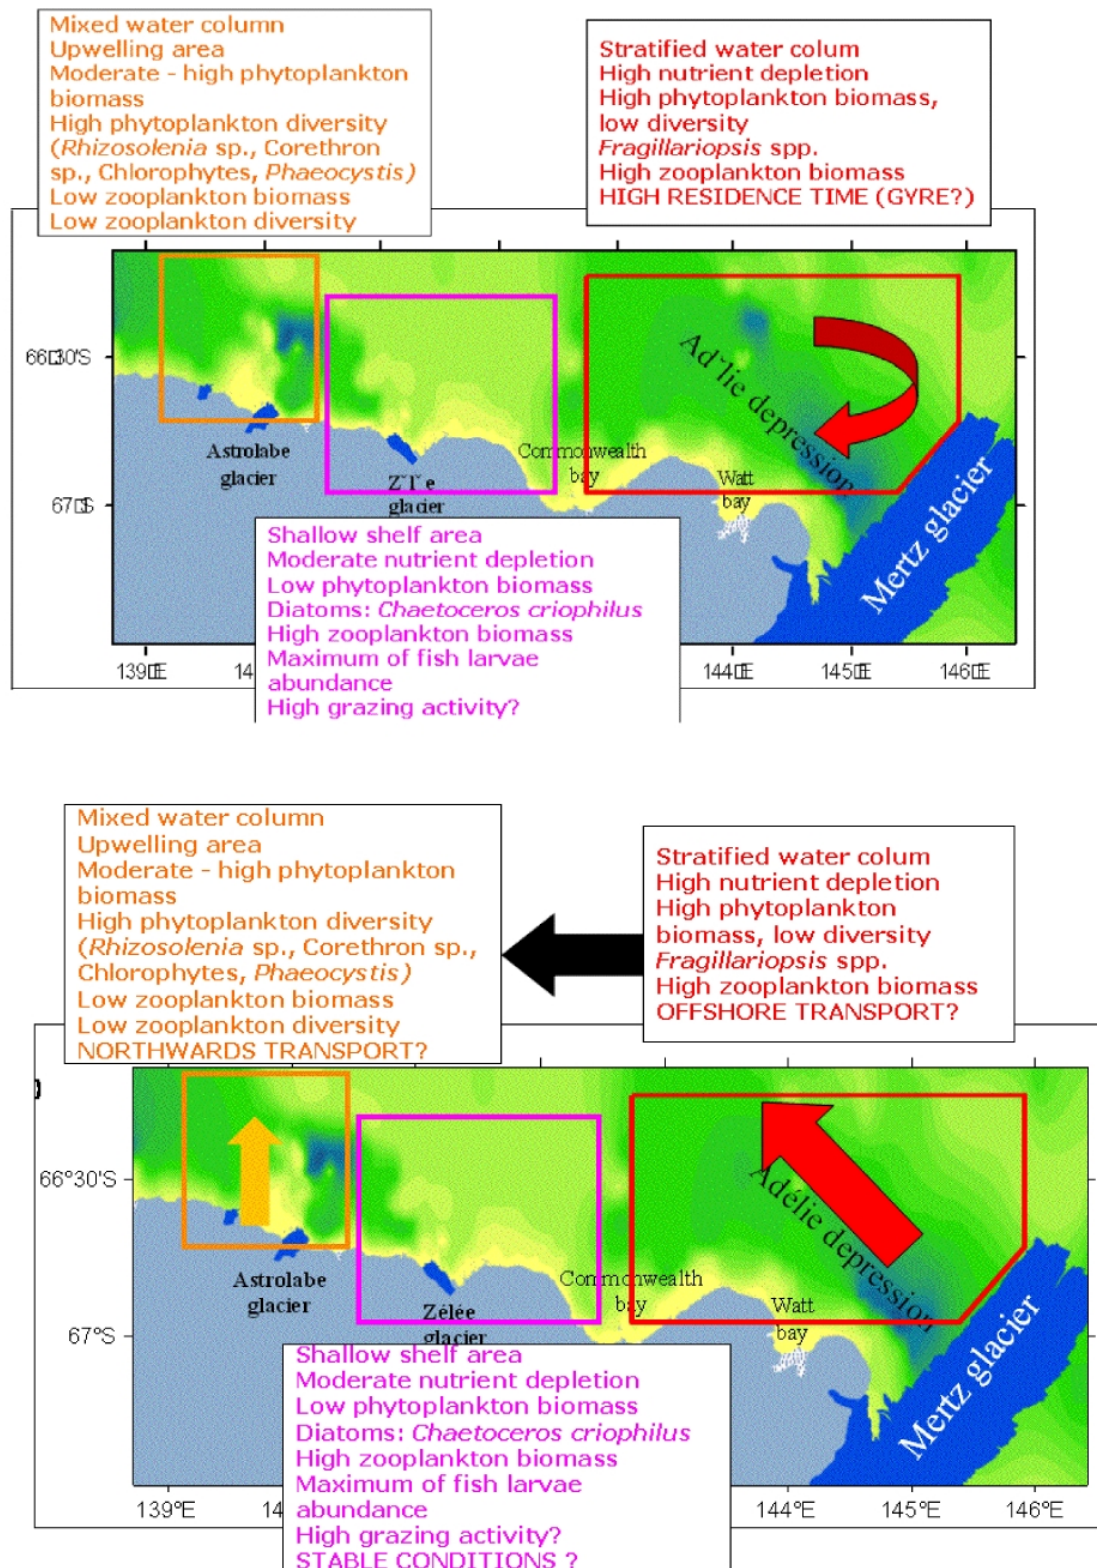 Mixed water column
Upwelling area
Moderate - high phytoplankton
biomass
High phytoplankton diversity
(Rhizosolenia sp., Corethron
sp., Chlorophytes, Phaeocystis)
Low zooplankton biomass
Low zooplankton diversity
Stratified water colum
High nutrient depletion
High phytoplankton biomass,
low diversity
Fragillariopsis spp.
High zooplankton biomass
HIGH RESIDENCE TIME (GYRE?)
66□30'S
67□S
Astrolabe
glacier
Z˘l˘e
glacier
Commonwealth
bay
Watt
bay
Ad˘lie depression
Mertz glacier
Shallow shelf area
Moderate nutrient depletion
Low phytoplankton biomass
Diatoms: Chaetoceros criophilus
High zooplankton biomass
Maximum of fish larvae
abundance
High grazing activity?
139□E
14
144□E
145□E
146□E
Mixed water column
Upwelling area
Moderate - high phytoplankton
biomass
High phytoplankton diversity
(Rhizosolenia sp., Corethron sp.,
Chlorophytes, Phaeocystis)
Low zooplankton biomass
Low zooplankton diversity
NORTHWARDS TRANSPORT?
Stratified water colum
High nutrient depletion
High phytoplankton
biomass, low diversity
Fragillariopsis spp.
High zooplankton biomass
OFFSHORE TRANSPORT?
66°30'S
67°S
Astrolabe
glacier
Zélée
glacier
Commonwealth
bay
Watt
bay
Adélie depression
Mertz glacier
Shallow shelf area
Moderate nutrient depletion
Low phytoplankton biomass
Diatoms: Chaetoceros criophilus
High zooplankton biomass
Maximum of fish larvae
abundance
High grazing activity?
STABLE CONDITIONS ?
139°E
14
144°E
145°E
146°E